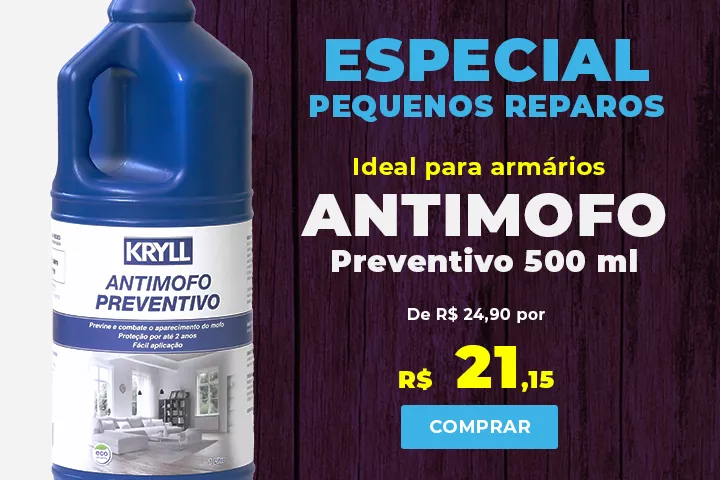 ESPECIAL
PEQUENOS REPAROS
Ideal para armários
ANTIMOFO
Preventivo 500 ml
De R$ 24,90 por
R$ 21,15
COMPRAR
KRYLL
ANTIMOFO
PREVENTIVO
Previne e combate o aparecimento do mofo
Proteção por até 2 anos
Fácil aplicação
eco